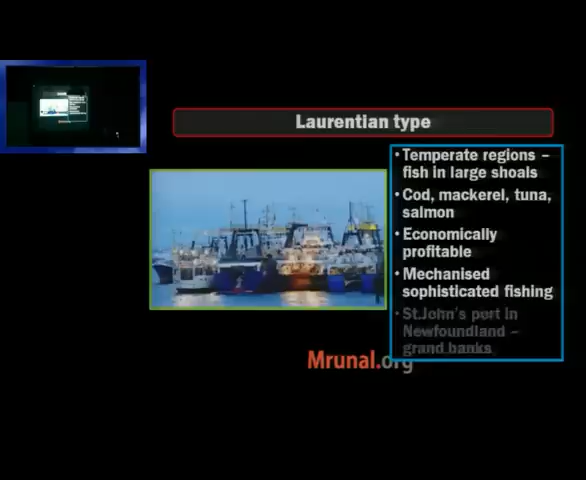 Laurentian type
• Temperate regions –
fish in large shoals
• Cod, mackerel, tuna,
salmon
• Economically
profitable
• Mechanised
sophisticated fishing
• St.John's port in
Newfoundland –
grand banks
Mrunal.org